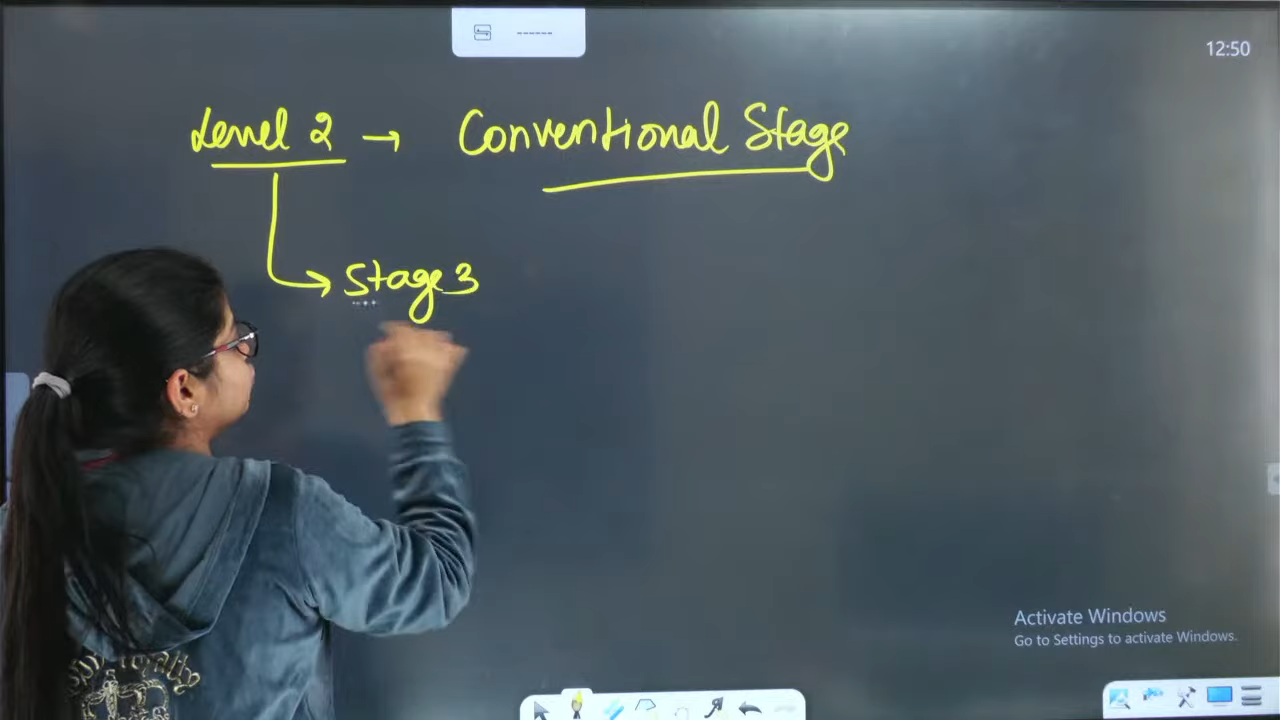 12:50
Level 2 → Conventional Stage
Stage 3
Activate Windows
Go to Settings to activate Windows.